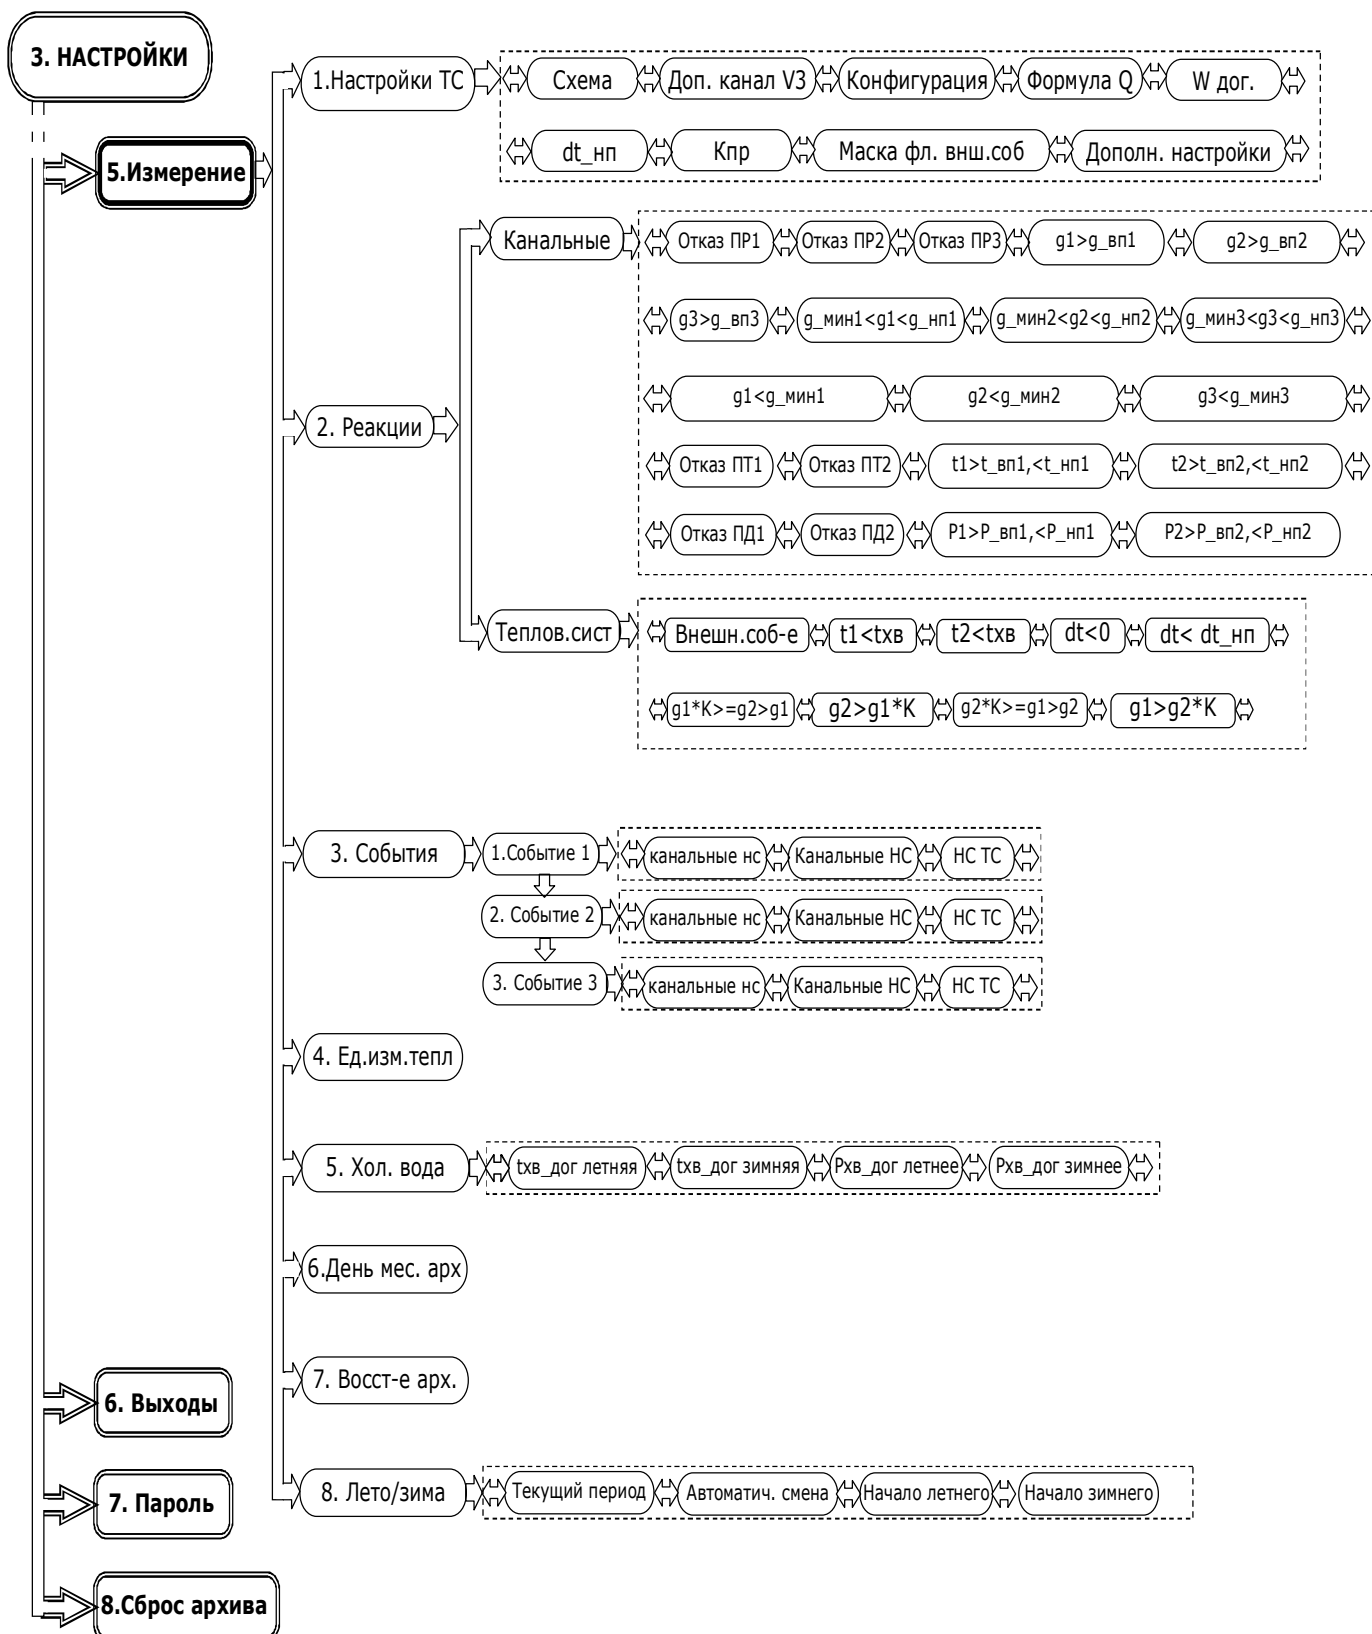 3. НАСТРОЙКИ
5.Измерение
1.Настройки ТС
Схема
Доп. канал V3
Конфигурация
Формула Q
W дог.
dt_нп
Кпр
Маска фл. внш.соб
Дополн. настройки
2. Реакции
Канальные
Отказ ПР1
Отказ ПР2
Отказ ПР3
g1>g_вп1
g2>g_вп2
g3>g_вп3
g_мин1<g1<g_нп1
g_мин2<g2<g_нп2
g_мин3<g3<g_нп3
g1<g_мин1
g2<g_мин2
g3<g_мин3
Отказ ПТ1
Отказ ПТ2
t1>t_вп1,<t_нп1
t2>t_вп2,<t_нп2
Отказ ПД1
Отказ ПД2
P1>P_вп1,<P_нп1
P2>P_вп2,<P_нп2
Теплов.сист
Внешн.соб-е
t1<tхв
t2<tхв
dt<0
dt< dt_нп
g1*K>=g2>g1
g2>g1*K
g2*K>=g1>g2
g1>g2*K
3. События
1.Событие 1
канальные нс
Канальные НС
НС ТС
2. Событие 2
канальные нс
Канальные НС
НС ТС
3. Событие 3
канальные нс
Канальные НС
НС ТС
4. Ед.изм.тепл
5. Хол. вода
tхв_дог летняя
tхв_дог зимняя
Рхв_дог летнее
Рхв_дог зимнее
6.День мес. арх
7. Восст-е арх.
6. Выходы
8. Лето/зима
Текущий период
Автоматич. смена
Начало летнего
Начало зимнего
7. Пароль
8.Сброс архива